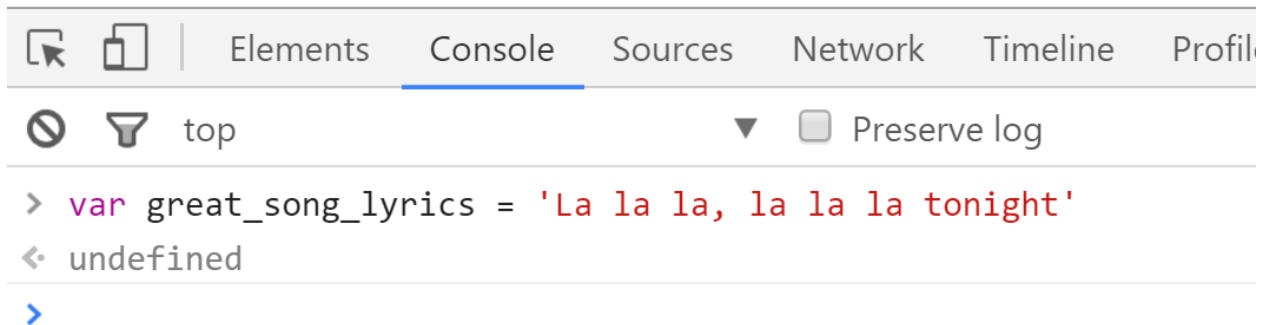 Elements Console Sources Network Timeline Profil
top ▼ Preserve log
> var great_song_lyrics = 'La la la, la la la tonight'
undefined
>